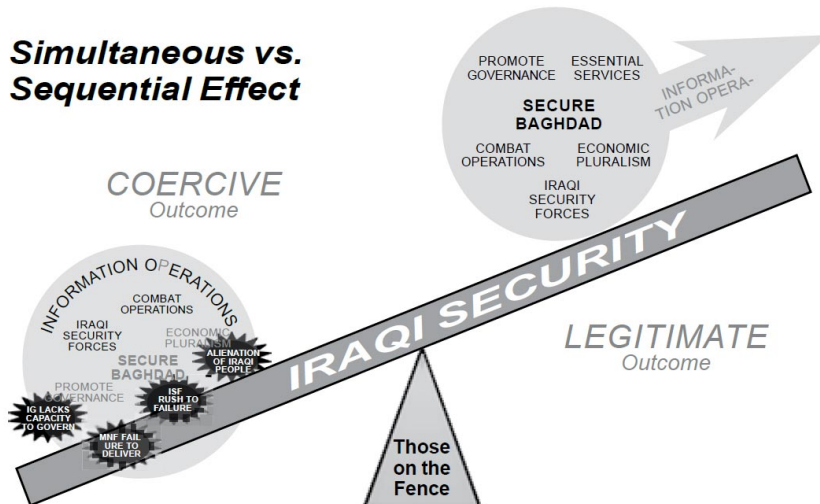 Simultaneous vs.
Sequential Effect
PROMOTE
GOVERNANCE
ESSENTIAL
SERVICES
SECURE
BAGHDAD
COMBAT
OPERATIONS
ECONOMIC
PLURALISM
IRAQI
SECURITY
FORCES
INFORMA-
TION OPERA-
COERCIVE
Outcome
INFORMATION OPERATIONS
COMBAT
OPERATIONS
IRAQI
SECURITY
FORCES
ECONOMIC
PLURALISM
ALIENATION
OF IRAQI
PEOPLE
SECURE
BAGHDAD
PROMOTE
GOVERNANCE
ISF
RUSH TO
FAILURE
IG LACKS
CAPACITY
TO GOVERN
MNF FAIL
URE TO
DELIVER
IRAQI SECURITY
LEGITIMATE
Outcome
Those
on the
Fence